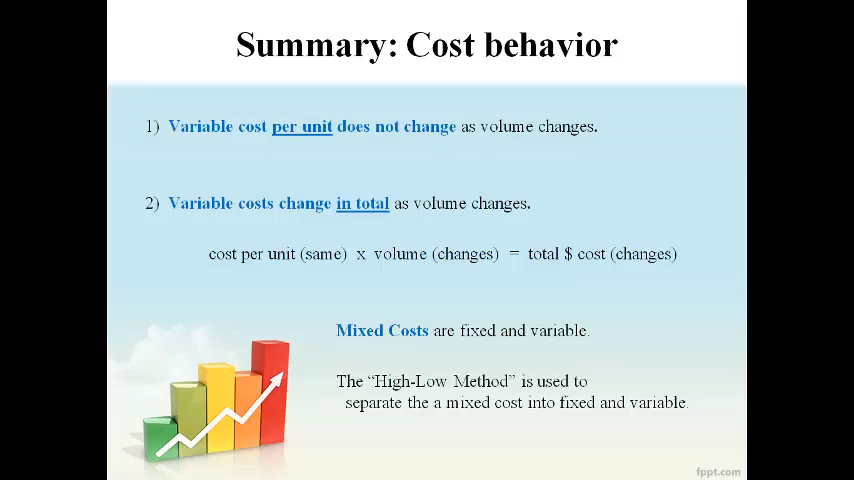 Summary: Cost behavior
1) Variable cost per unit does not change as volume changes.
2) Variable costs change in total as volume changes.
cost per unit (same) x volume (changes) = total $ cost (changes)
Mixed Costs are fixed and variable.
The “High-Low Method” is used to
separate the a mixed cost into fixed and variable.
fppt.com